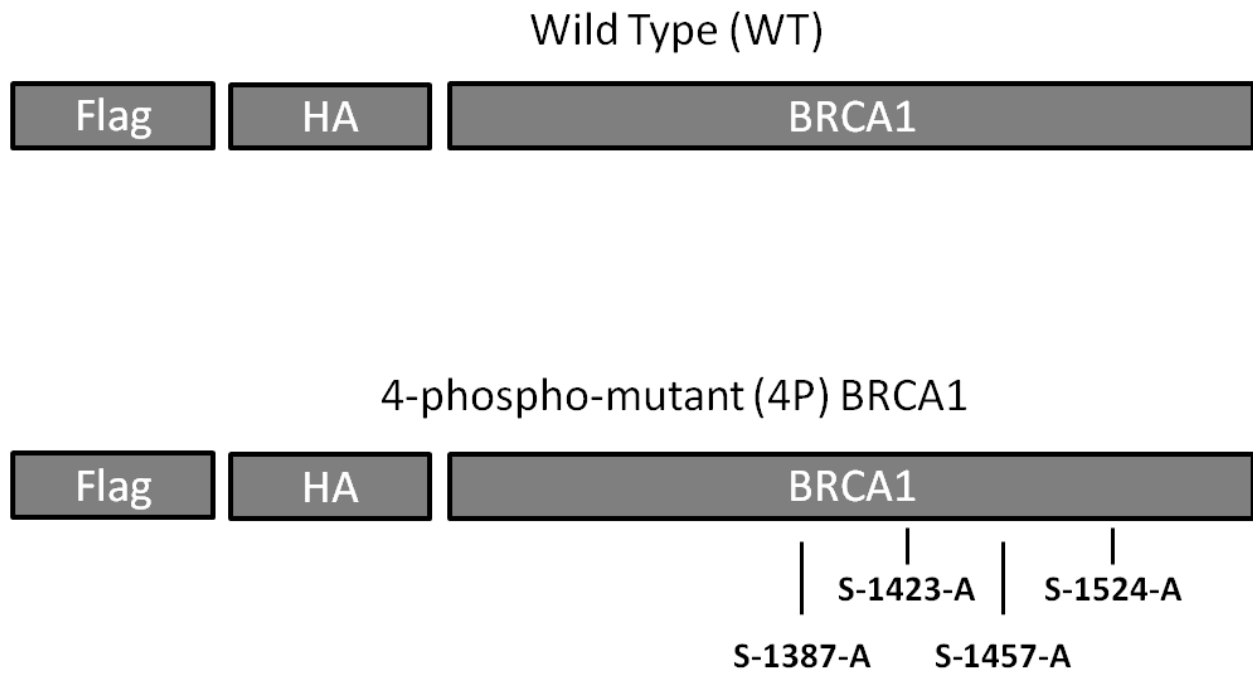 Wild Type (WT)
Flag HA BRCA1
4-phospho-mutant (4P) BRCA1
Flag HA BRCA1
S-1423-A S-1524-A
S-1387-A S-1457-A